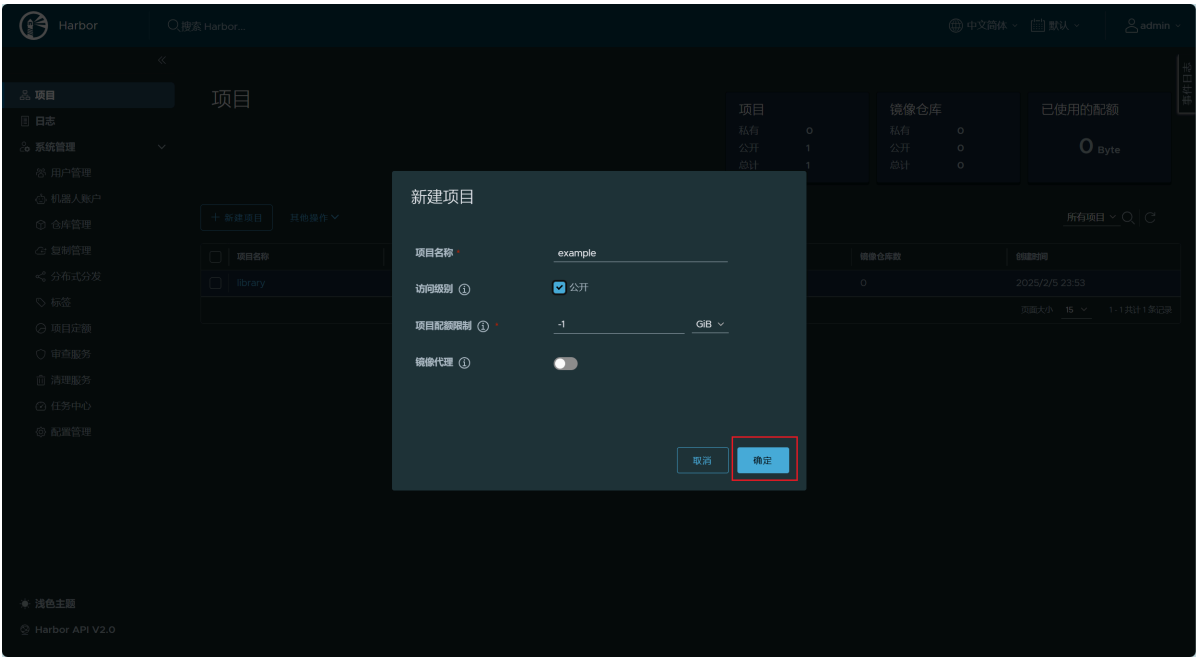 Harbor
搜索 Harbor...
中文简体
默认
admin
事件日志
项目
日志
系统管理
用户管理
机器人账户
仓库管理
复制管理
分布式分发
标签
项目定额
审查服务
清理服务
任务中心
配置管理
浅色主题
Harbor API V2.0
项目
项目
私有 0
公开 1
总计 1
镜像仓库
私有 0
公开 0
总计 0
已使用的配额
0 Byte
+ 新建项目
其他操作
所有项目
项目名称
镜像仓库数
创建时间
library
0
2025/2/5 23:53
页面大小 15
1 - 1 共计 1 条记录
新建项目
项目名称 *
example
访问级别
公开
项目配额限制 *
-1
GiB
镜像代理
取消
确定